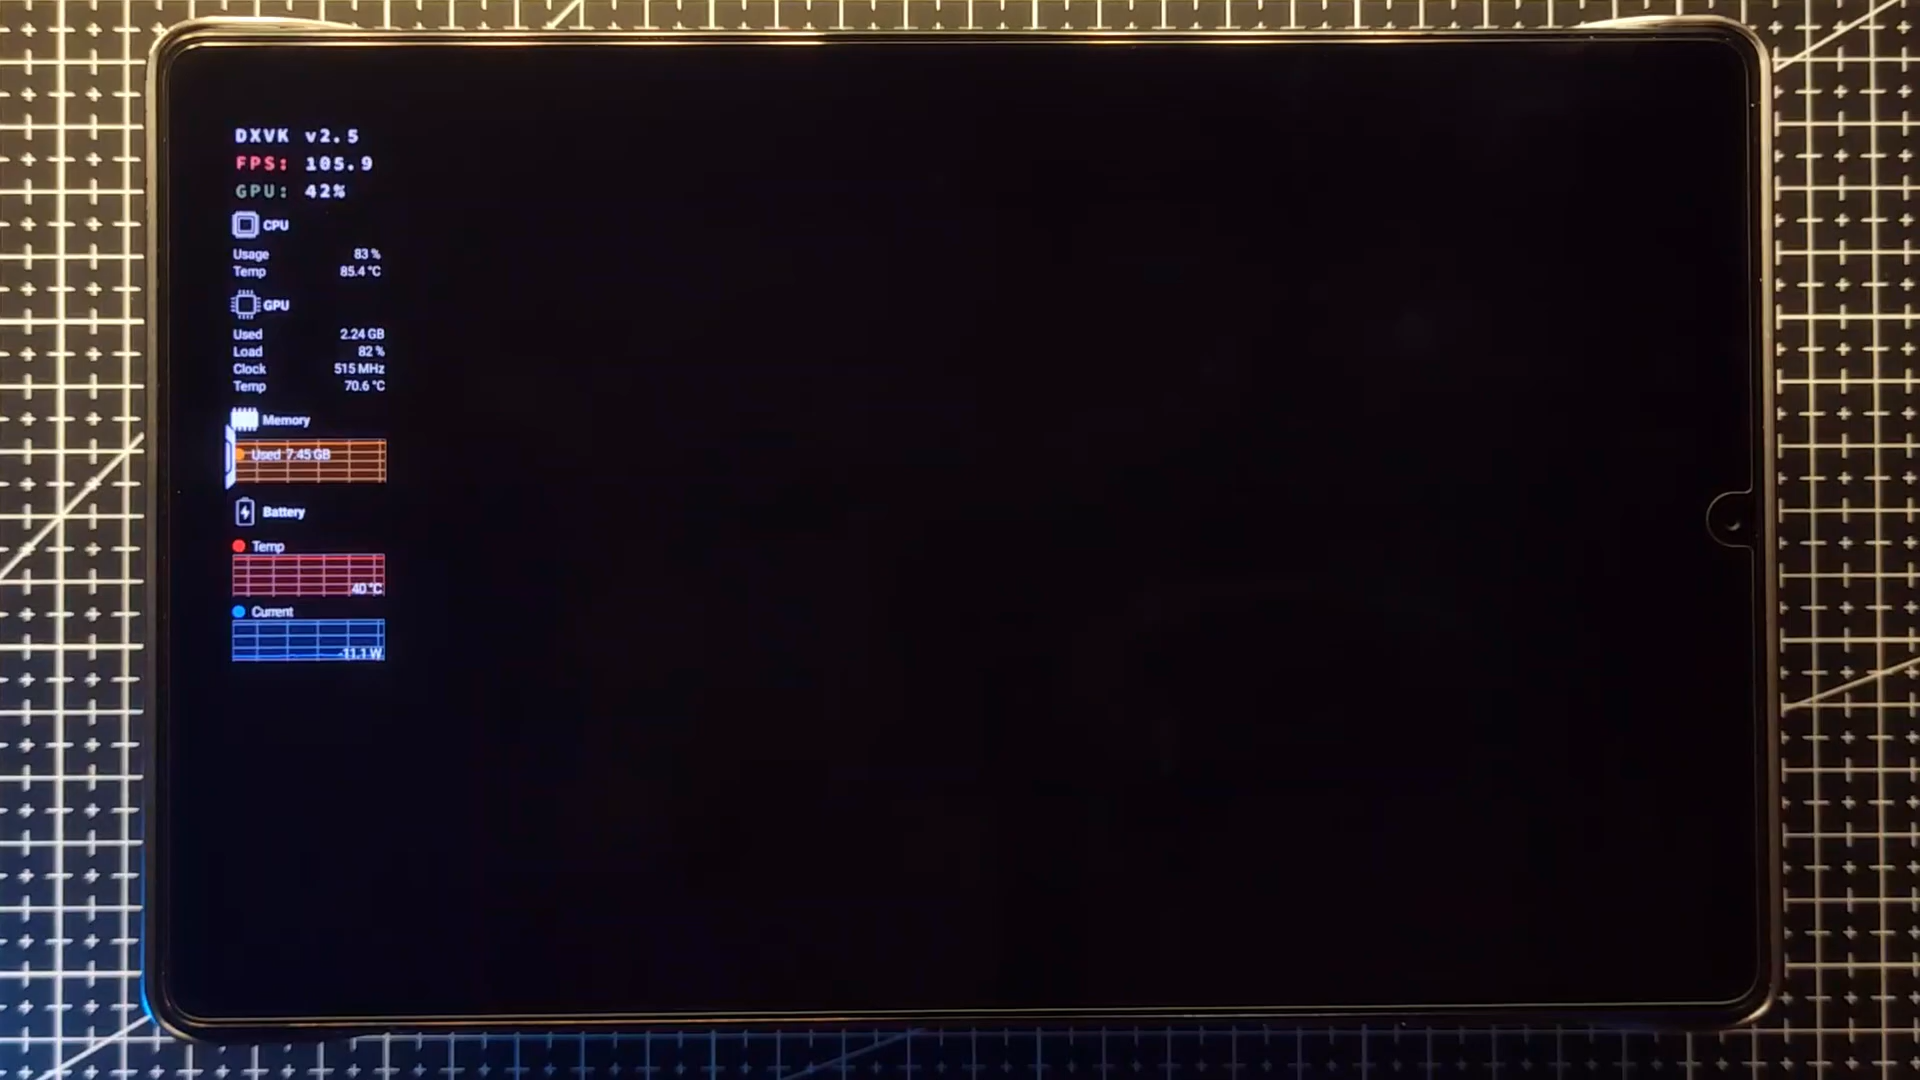 DXVK v2.5
FPS: 105.9
GPU: 42%
CPU
Usage 83 %
Temp 85.4 °C
GPU
Used 2.24 GB
Load 82 %
Clock 515 MHz
Temp 70.6 °C
Memory
Used 7.45 GB
Battery
Temp
40 °C
Current
-11.1 W